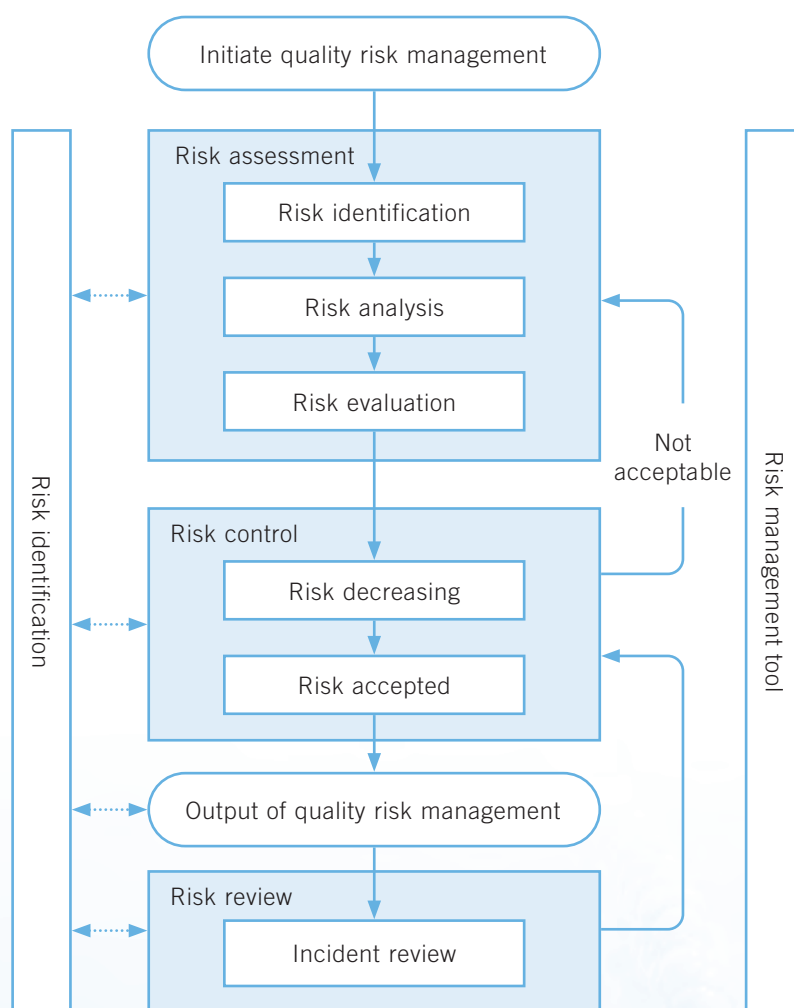 Initiate quality risk management
Risk assessment
Risk identification
Risk analysis
Risk evaluation
Not
acceptable
Risk identification
Risk management tool
Risk control
Risk decreasing
Risk accepted
Output of quality risk management
Risk review
Incident review